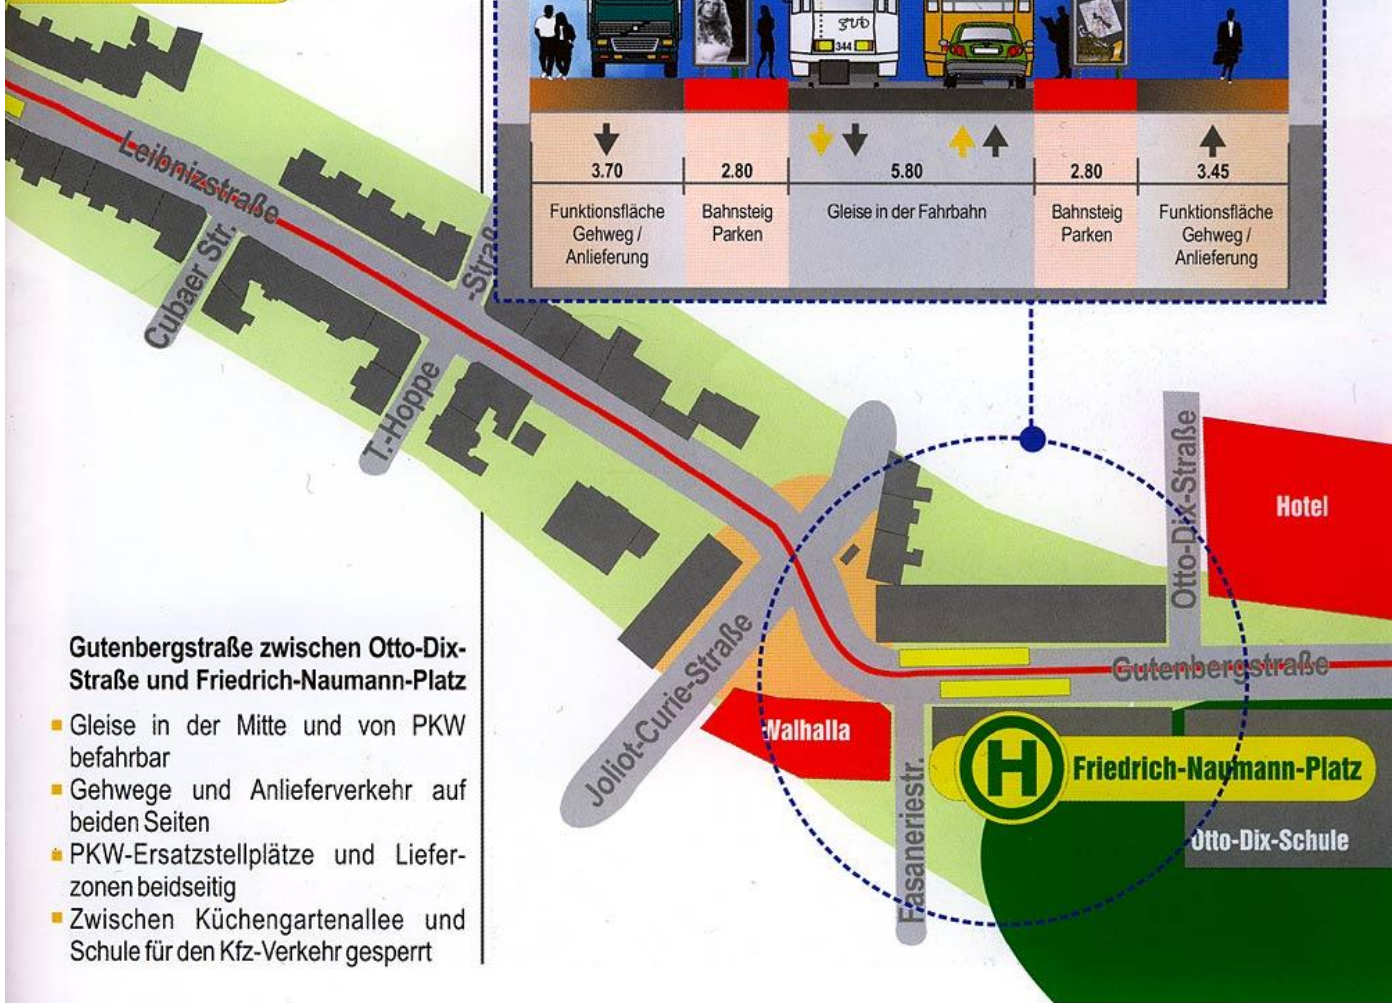 GVB
344
3.70
2.80
5.80
2.80
3.45
Funktionsfläche
Gehweg /
Anlieferung
Bahnsteig
Parken
Gleise in der Fahrbahn
Bahnsteig
Parken
Funktionsfläche
Gehweg /
Anlieferung
Leibnizstraße
Cubaer Str.
-Straß
T.-Hoppe
Otto-Dix-Straße
Hotel
Gutenbergstraße
Joliot-Curie-Straße
Walhalla
Fasaneriestr.
H
Friedrich-Naumann-Platz
Otto-Dix-Schule
Gutenbergstraße zwischen Otto-Dix-
Straße und Friedrich-Naumann-Platz
Gleise in der Mitte und von PKW
befahrbar
Gehwege und Anlieferverkehr auf
beiden Seiten
PKW-Ersatzstellplätze und Liefer-
zonen beidseitig
Zwischen Küchengartenallee und
Schule für den Kfz-Verkehr gesperrt